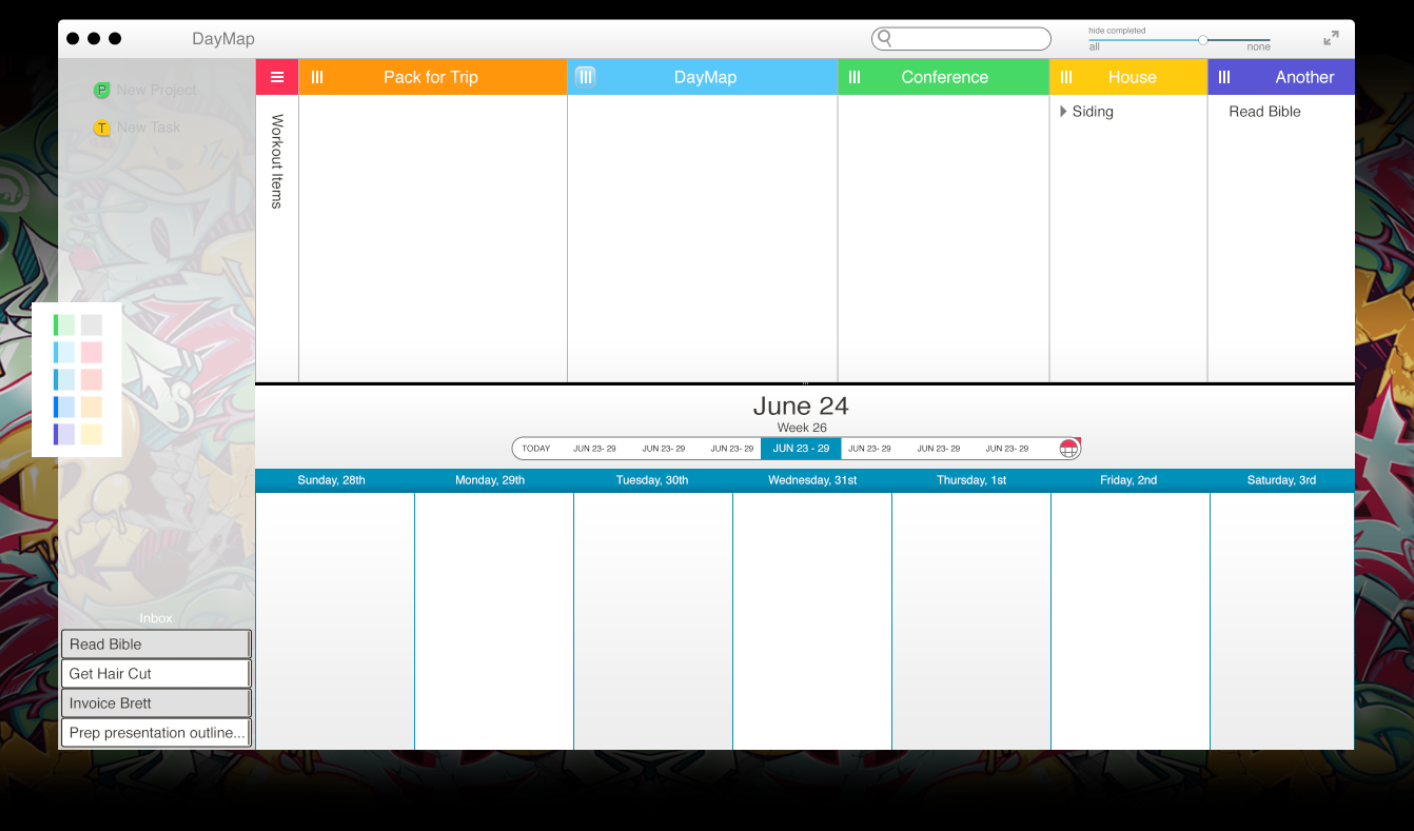 DayMap
hide completed
all none
P New Project
T New Task
Pack for Trip
DayMap
Conference
House
Another
Workout Items
Siding
Read Bible
June 24
Week 26
TODAY JUN 23- 29 JUN 23- 29 JUN 23- 29 JUN 23 - 29 JUN 23- 29 JUN 23- 29 JUN 23- 29
Sunday, 28th Monday, 29th Tuesday, 30th Wednesday, 31st Thursday, 1st Friday, 2nd Saturday, 3rd
Inbox
Read Bible
Get Hair Cut
Invoice Brett
Prep presentation outline...